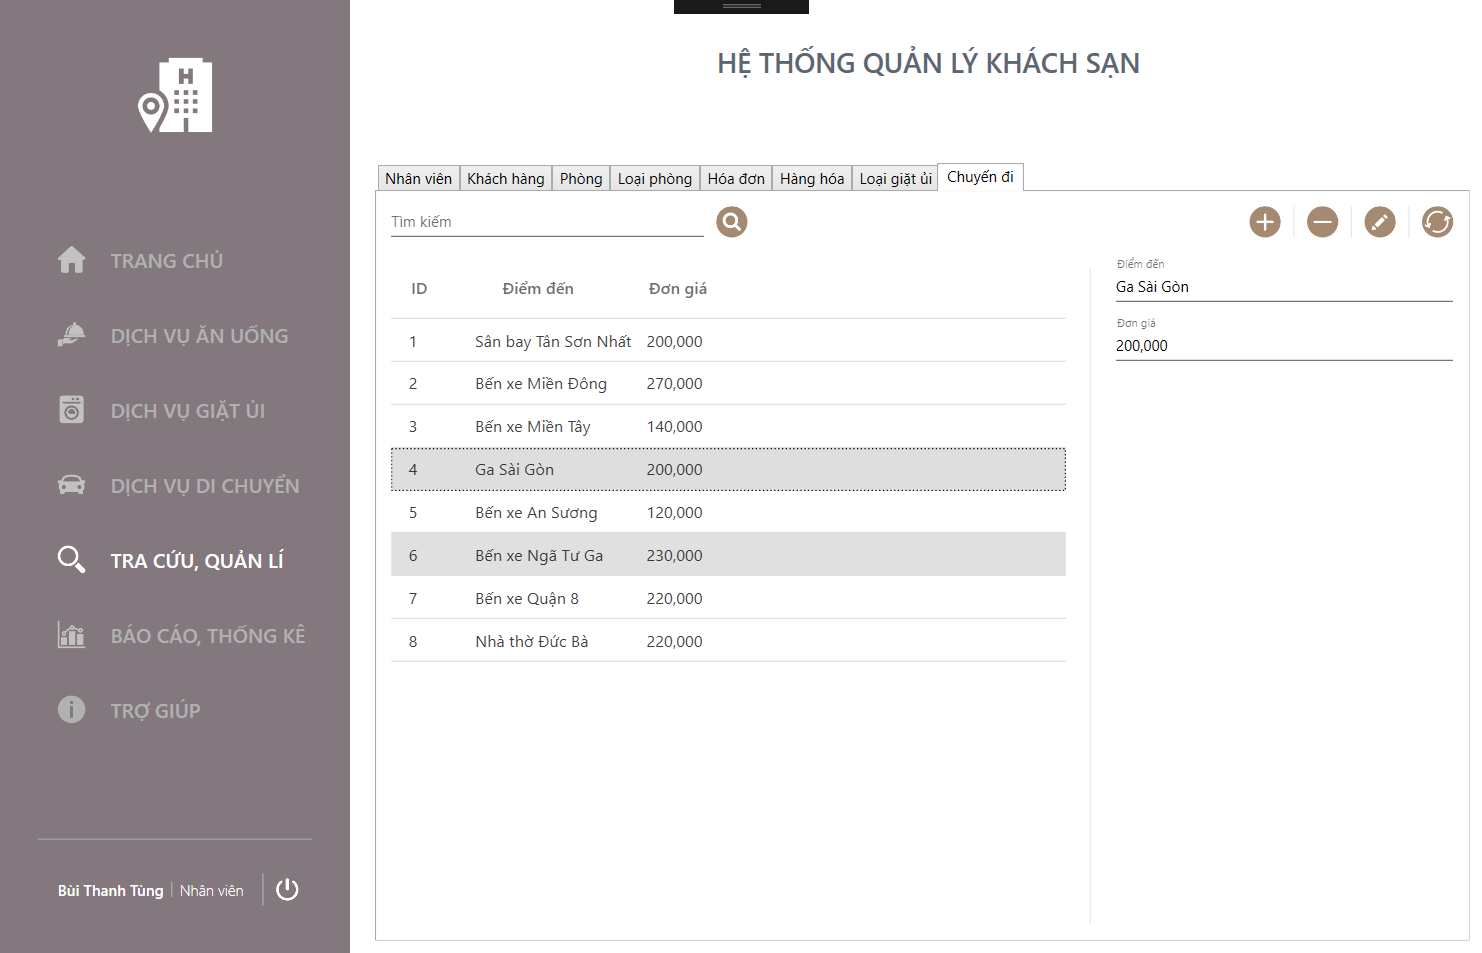 H
HỆ THỐNG QUẢN LÝ KHÁCH SẠN
TRANG CHỦ
DỊCH VỤ ĂN UỐNG
DỊCH VỤ GIẶT ỦI
DỊCH VỤ DI CHUYỂN
TRA CỨU, QUẢN LÍ
BÁO CÁO, THỐNG KÊ
TRỢ GIÚP
Bùi Thanh Tùng | Nhân viên
Nhân viên Khách hàng Phòng Loại phòng Hóa đơn Hàng hóa Loại giặt ủi Chuyến đi
Tìm kiếm
ID Điểm đến Đơn giá
1 Sân bay Tân Sơn Nhất 200,000
2 Bến xe Miền Đông 270,000
3 Bến xe Miền Tây 140,000
4 Ga Sài Gòn 200,000
5 Bến xe An Sương 120,000
6 Bến xe Ngã Tư Ga 230,000
7 Bến xe Quận 8 220,000
8 Nhà thờ Đức Bà 220,000
Điểm đến
Ga Sài Gòn
Đơn giá
200,000